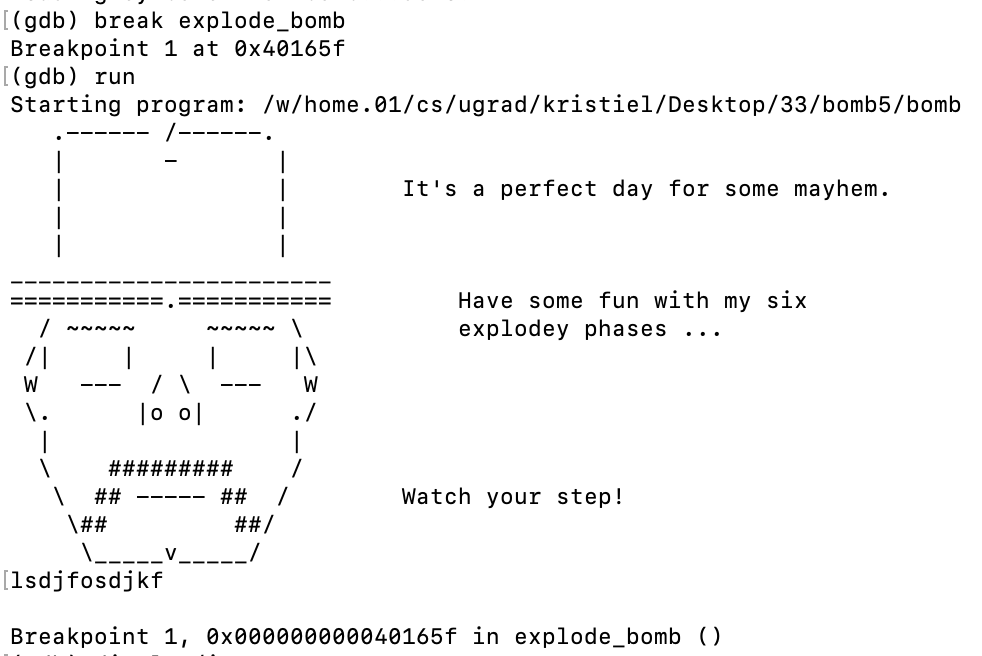 (gdb) break explode_bomb
Breakpoint 1 at 0x40165f
(gdb) run
Starting program: /w/home.01/cs/ugrad/kristiel/Desktop/33/bomb5/bomb
It's a perfect day for some mayhem.
Have some fun with my six
explodey phases ...
W --- / \ --- W
|o o|
#########
## ----- ##
Watch your step!
\## ##/
\_____v_____/
lsdjfosdjkf
Breakpoint 1, 0x000000000040165f in explode_bomb ()